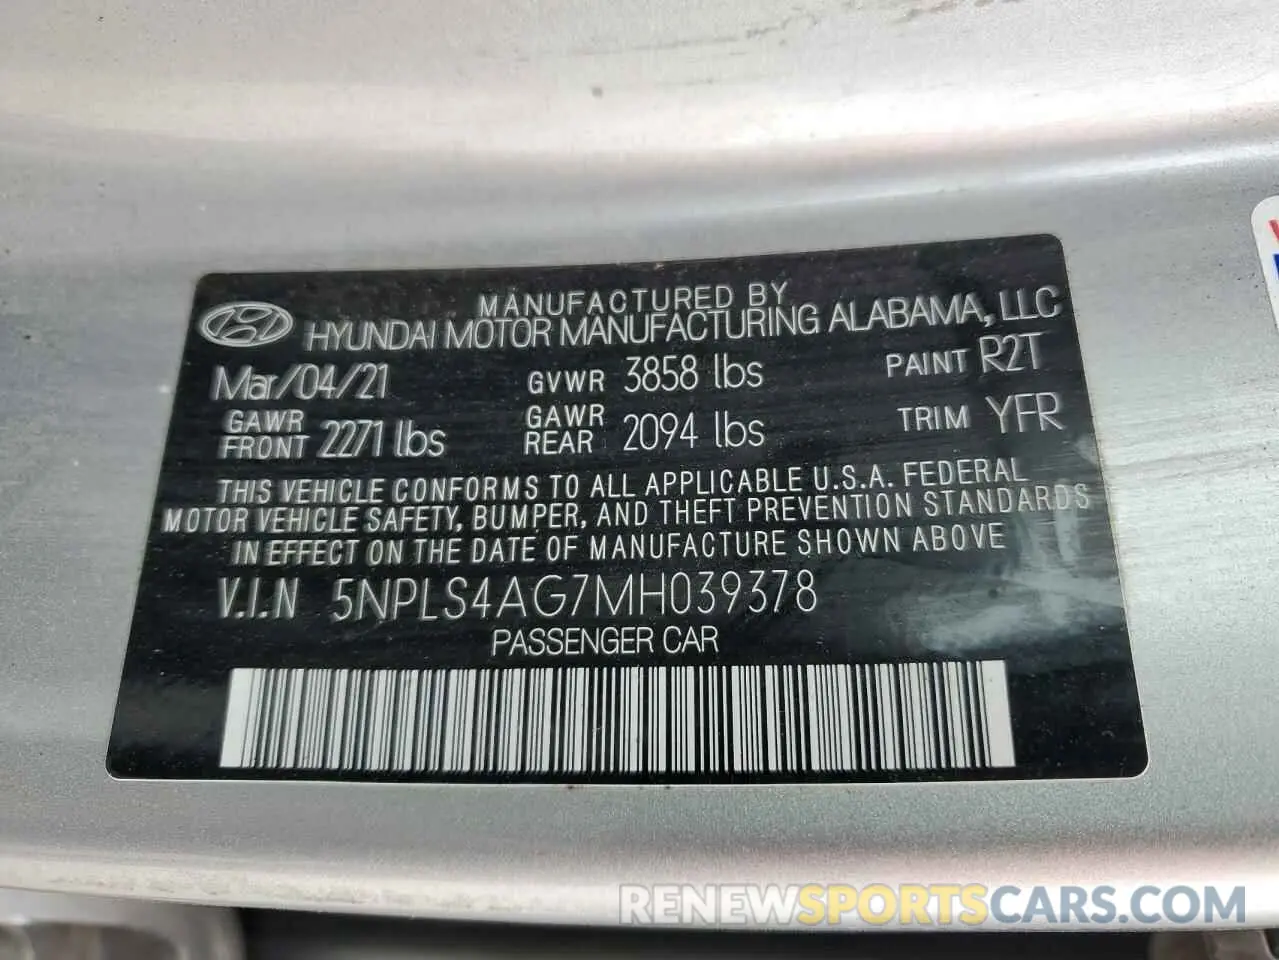 MANUFACTURED BY
HYUNDAI MOTOR MANUFACTURING ALABAMA, LLC
Mar/04/21 GVWR 3858 lbs PAINT R2T
GAWR FRONT 2271 lbs GAWR REAR 2094 lbs TRIM YFR
THIS VEHICLE CONFORMS TO ALL APPLICABLE U.S.A. FEDERAL
MOTOR VEHICLE SAFETY, BUMPER, AND THEFT PREVENTION STANDARDS
IN EFFECT ON THE DATE OF MANUFACTURE SHOWN ABOVE
V.I.N 5NPLS4AG7MH039378
PASSENGER CAR
RENEWSPORTSCARS.COM